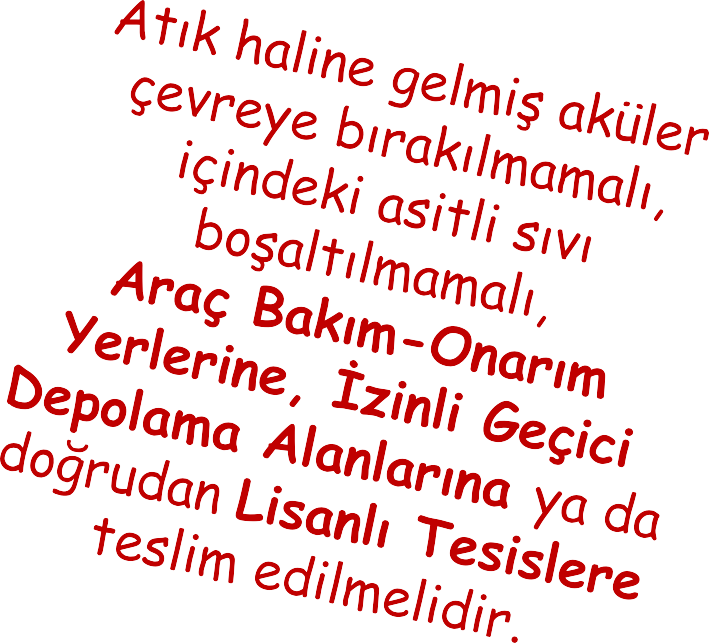 Atık haline gelmiş aküler
çevreye bırakılmamalı,
içindeki asitli sıvı
boşaltılmamalı,
Araç Bakım-Onarım
Yerlerine, İzinli Geçici
Depolama Alanlarına ya da
doğrudan Lisanlı Tesislere
teslim edilmelidir.